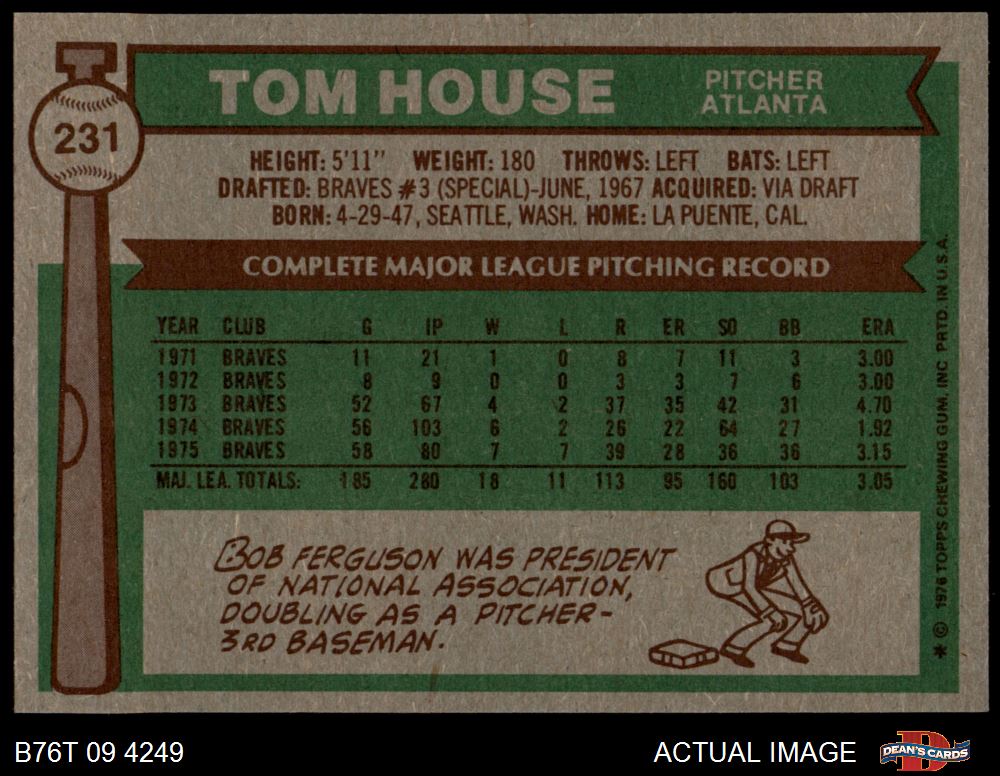 TOM HOUSE
PITCHER
ATLANTA
231
HEIGHT: 5'11" WEIGHT: 180 THROWS: LEFT BATS: LEFT
DRAFTED: BRAVES #3 (SPECIAL)-JUNE, 1967 ACQUIRED: VIA DRAFT
BORN: 4-29-47, SEATTLE, WASH. HOME: LA PUENTE, CAL.
COMPLETE MAJOR LEAGUE PITCHING RECORD
YEAR CLUB G IP W L R ER SO BB ERA
1971 BRAVES 11 21 1 0 8 7 11 3 3.00
1972 BRAVES 8 9 0 0 3 3 7 6 3.00
1973 BRAVES 52 67 4 2 37 35 42 31 4.70
1974 BRAVES 56 103 6 2 26 22 64 27 1.92
1975 BRAVES 58 80 7 7 39 28 36 36 3.15
MAJ. LEA. TOTALS: 185 280 18 11 113 95 160 103 3.05
BOB FERGUSON WAS PRESIDENT
OF NATIONAL ASSOCIATION,
DOUBLING AS A PITCHER-
3RD BASEMAN.
* © 1976 TOPPS CHEWING GUM, INC PRTD. IN U.S.A.
B76T 09 4249
ACTUAL IMAGE
D
DEAN'S CARDS